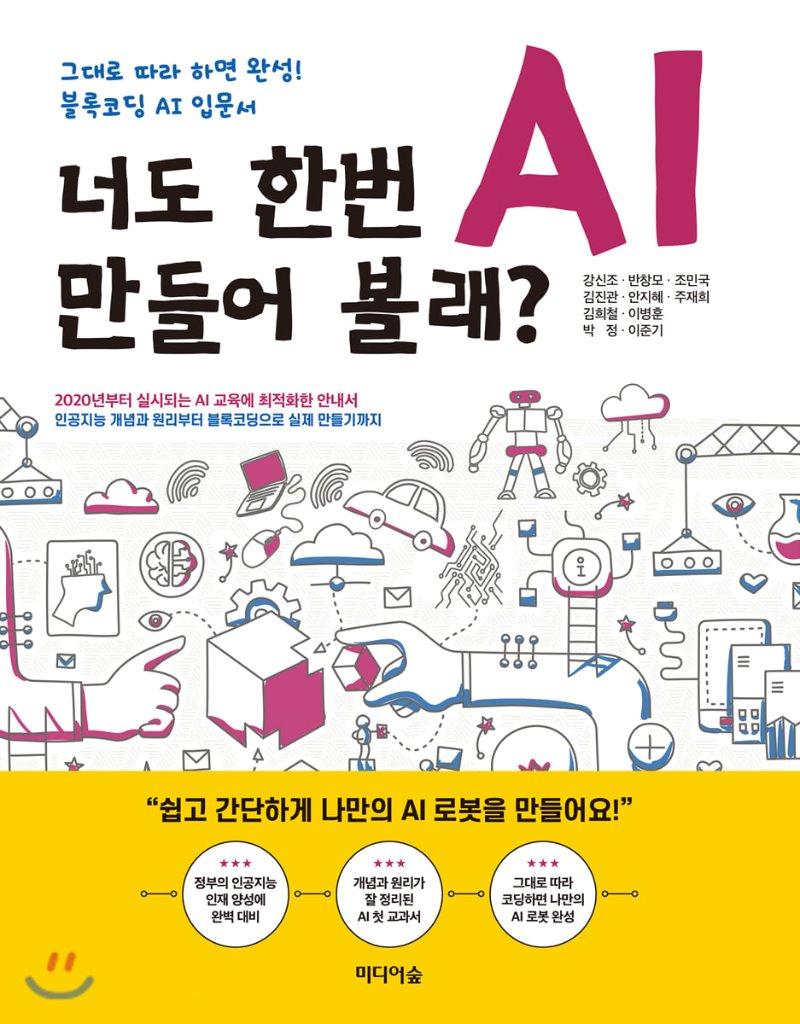 그대로 따라 하면 완성!
블록코딩 AI 입문서
너도 한번 AI
만들어 볼래?
강신조 · 반창모 · 조민국
김진관 · 안지혜 · 주재희
김희철 · 이병훈
박 정 · 이준기
2020년부터 실시되는 AI 교육에 최적화한 안내서
인공지능 개념과 원리부터 블록코딩으로 실제 만들기까지
i
“쉽고 간단하게 나만의 AI 로봇을 만들어요!”
★★★
정부의 인공지능
인재 양성에
완벽 대비
★★★
개념과 원리가
잘 정리된
AI 첫 교과서
★★★
그대로 따라
코딩하면 나만의
AI 로봇 완성
미디어숲